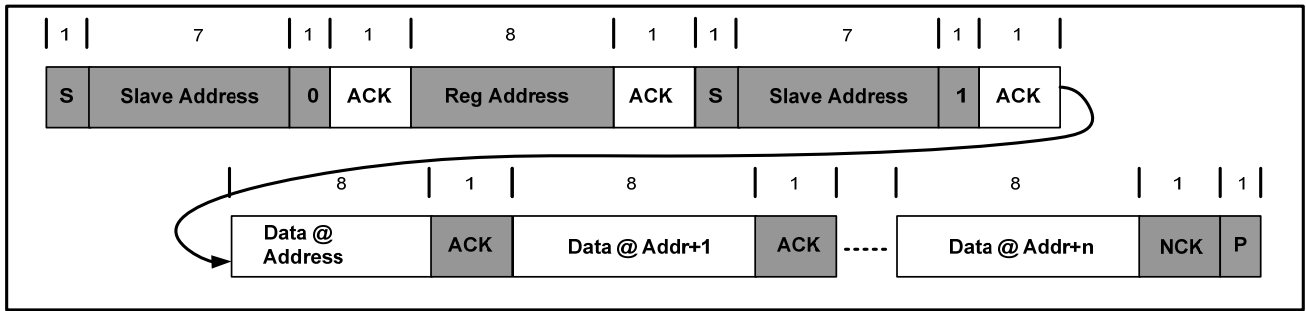 1 7 1 1 8 1 1 7 1 1
S Slave Address 0 ACK Reg Address ACK S Slave Address 1 ACK
8 1 8 1 8 1 1
Data @
Address ACK Data @ Addr+1 ACK ----- Data @ Addr+n NCK P